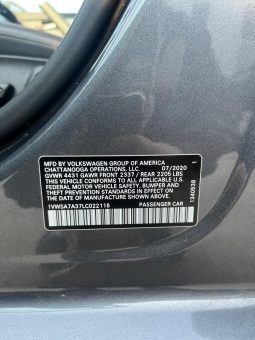 MFD BY VOLKSWAGEN GROUP OF AMERICA
CHATTANOOGA OPERATIONS, LLC 07/2020
GVWR 4431 GAWR FRONT 2337 / REAR 2205 LBS
THIS VEHICLE CONFORMS TO ALL APPLICABLE
FEDERAL MOTOR VEHICLE SAFETY, BUMPER AND
THEFT PREVENTION STANDARDS IN EFFECT ON THE
DATE OF MANUFACTURE SHOWN ABOVE
1VWSA7A37LC022116 PASSENGER CAR
1340538